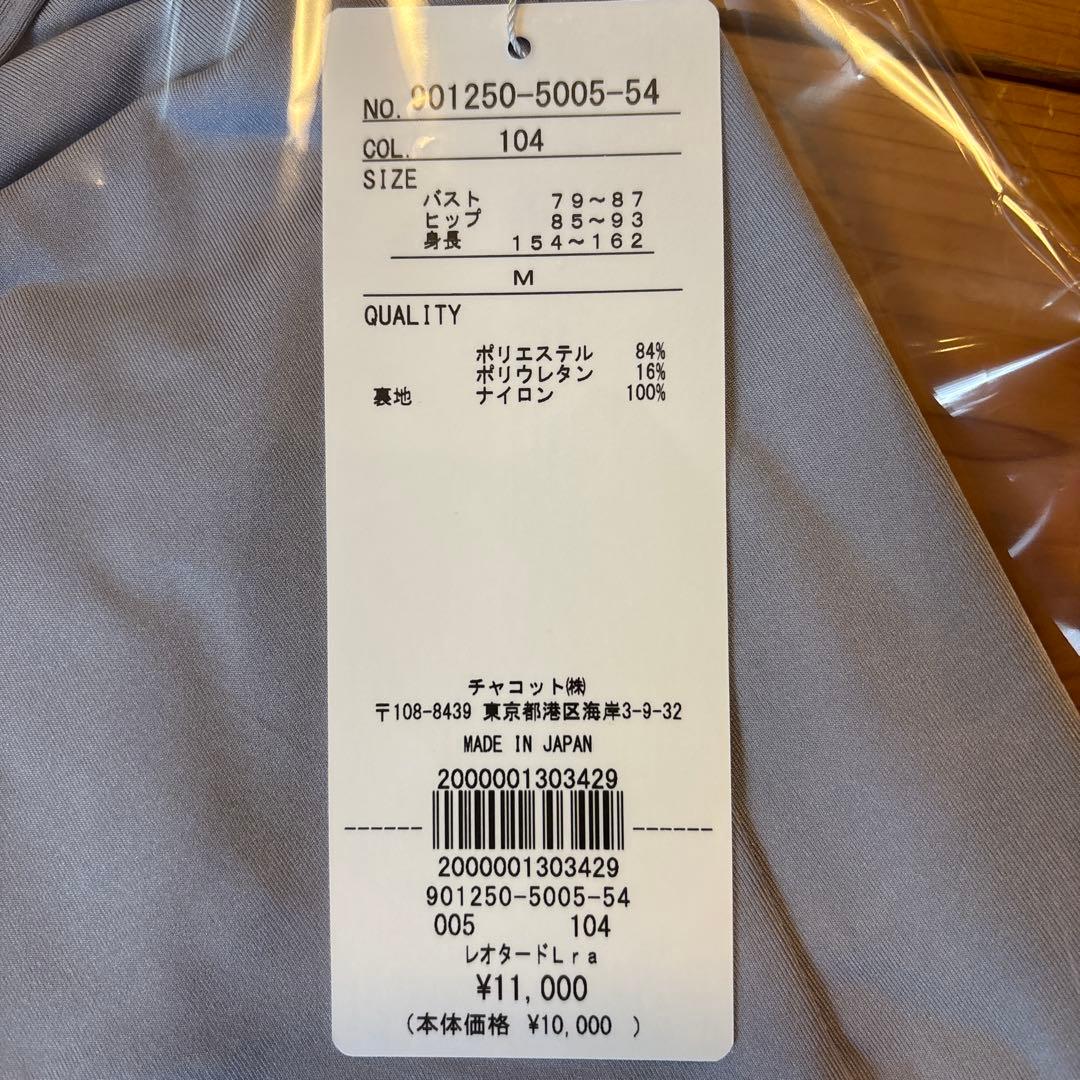 NO. 901250-5005-54
COL. 104
SIZE
バスト 79～87
ヒップ 85～93
身長 154～162
M
QUALITY
ポリエステル 84%
ポリウレタン 16%
裏地 ナイロン 100%
チャコット㈱
〒108-8439 東京都港区海岸3-9-32
MADE IN JAPAN
2000001303429
2000001303429
901250-5005-54
005 104
レオタードLra
¥11,000
(本体価格 ¥10,000 )